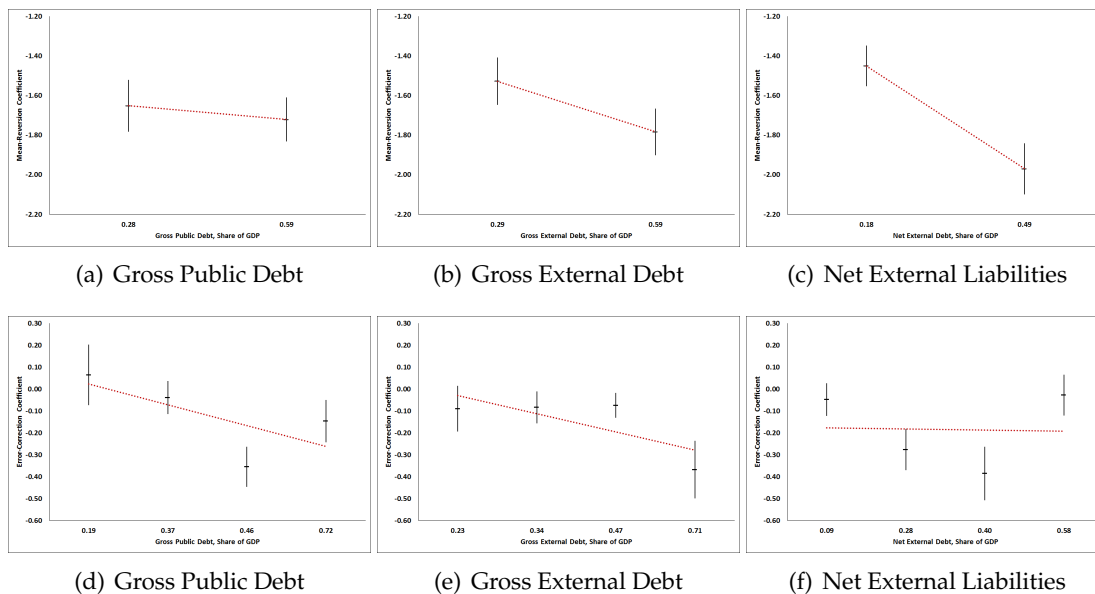 -1.20
-1.40
-1.60
-1.80
-2.00
-2.20
Mean-Reversion Coefficient
0.28 0.59
Gross Public Debt, Share of GDP
(a) Gross Public Debt
-1.20
-1.40
-1.60
-1.80
-2.00
-2.20
Mean-Reversion Coefficient
0.29 0.59
Gross External Debt, Share of GDP
(b) Gross External Debt
-1.20
-1.40
-1.60
-1.80
-2.00
-2.20
Mean-Reversion Coefficient
0.18 0.49
Net External Debt, Share of GDP
(c) Net External Liabilities
0.30
0.20
0.10
0.00
-0.10
-0.20
-0.30
-0.40
-0.50
-0.60
Error-Correction Coefficient
0.19 0.37 0.46 0.72
Gross Public Debt, Share of GDP
(d) Gross Public Debt
0.30
0.20
0.10
0.00
-0.10
-0.20
-0.30
-0.40
-0.50
-0.60
Error-Correction Coefficient
0.23 0.34 0.47 0.71
Gross External Debt, Share of GDP
(e) Gross External Debt
0.30
0.20
0.10
0.00
-0.10
-0.20
-0.30
-0.40
-0.50
-0.60
Error-Correction Coefficient
0.09 0.28 0.40 0.58
Net External Debt, Share of GDP
(f) Net External Liabilities